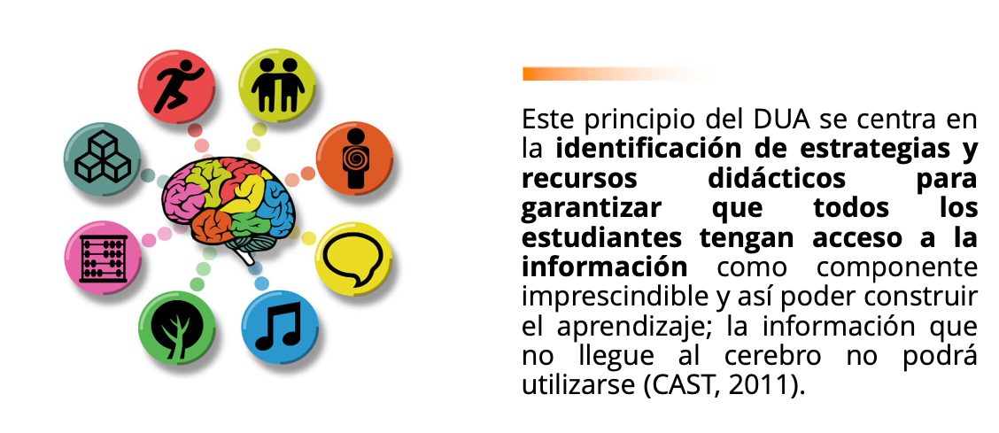 Este principio del DUA se centra en
la identificación de estrategias y
recursos didácticos para
garantizar que todos los
estudiantes tengan acceso a la
información como componente
imprescindible y así poder construir
el aprendizaje; la información que
no llegue al cerebro no podrá
utilizarse (CAST, 2011).